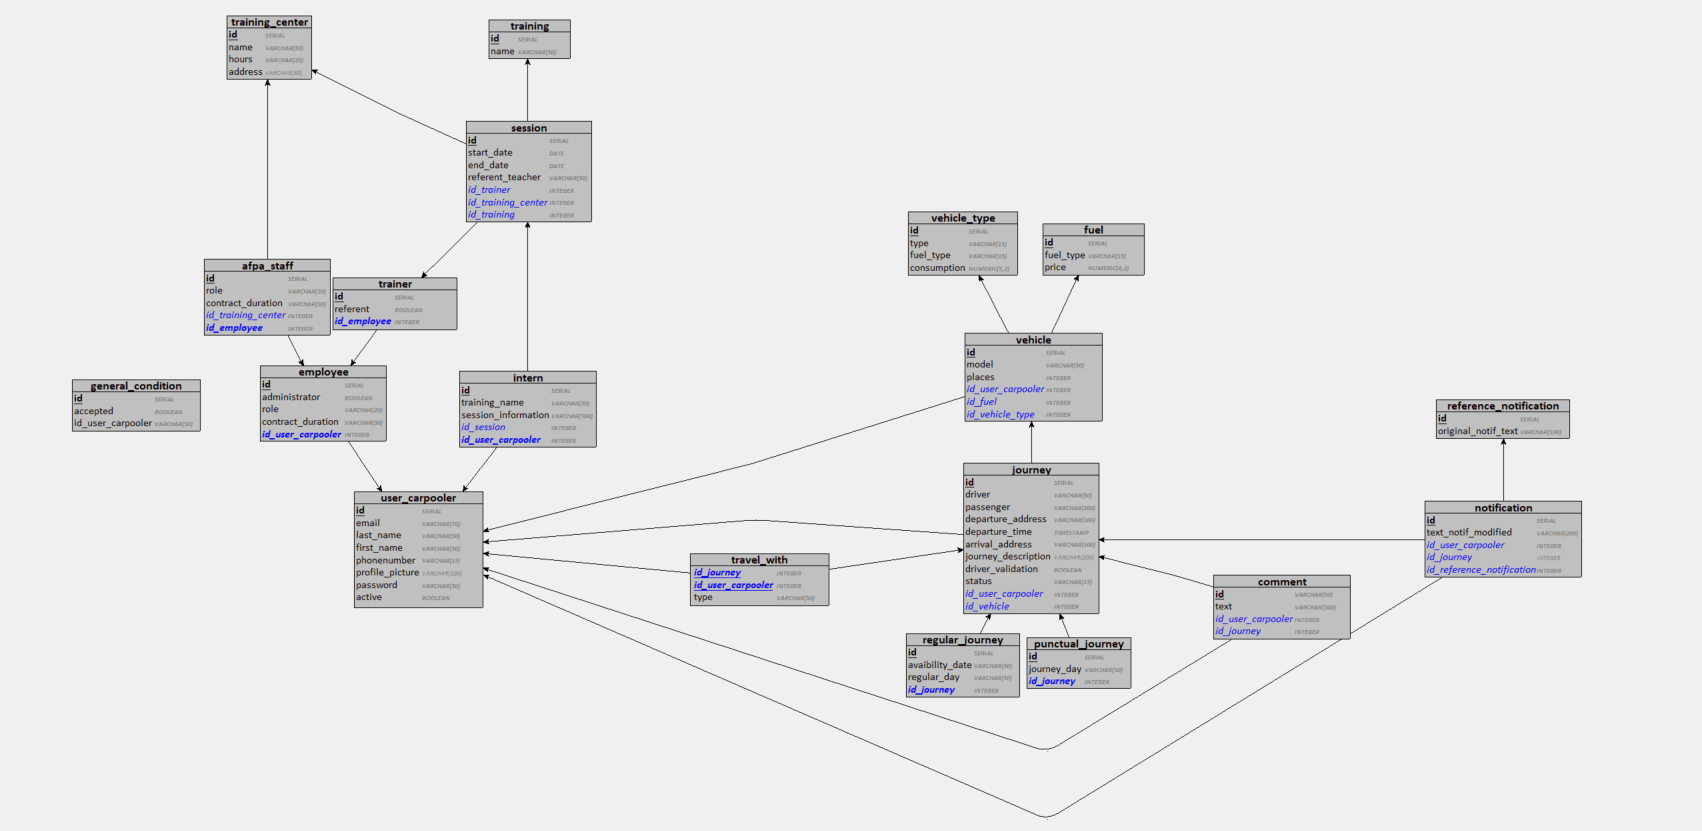 training_center
id SERIAL
name VARCHAR(50)
hours VARCHAR(20)
address VARCHAR(50)
training
id SERIAL
name VARCHAR(50)
session
id SERIAL
start_date DATE
end_date DATE
referent_teacher VARCHAR(50)
id_trainer INTEGER
id_training_center INTEGER
id_training INTEGER
vehicle_type
id SERIAL
type VARCHAR(15)
fuel_type VARCHAR(15)
consumption NUMERIC(5,2)
fuel
id SERIAL
fuel_type VARCHAR(15)
price NUMERIC(4,2)
afpa_staff
id SERIAL
role VARCHAR(50)
contract_duration VARCHAR(50)
id_training_center INTEGER
id_employee INTEGER
trainer
id SERIAL
referent BOOLEAN
id_employee INTEGER
vehicle
id SERIAL
model VARCHAR(50)
places INTEGER
id_user_carpooler INTEGER
id_fuel INTEGER
id_vehicle_type INTEGER
general_condition
id SERIAL
accepted BOOLEAN
id_user_carpooler VARCHAR(50)
employee
id SERIAL
administrator BOOLEAN
role VARCHAR(20)
contract_duration VARCHAR(50)
id_user_carpooler INTEGER
intern
id SERIAL
training_name VARCHAR(50)
session_information VARCHAR(300)
id_session INTEGER
id_user_carpooler INTEGER
reference_notification
id SERIAL
original_notif_text VARCHAR(100)
user_carpooler
id SERIAL
email VARCHAR(70)
last_name VARCHAR(50)
first_name VARCHAR(50)
phonenumber VARCHAR(15)
profile_picture VARCHAR(100)
password VARCHAR(50)
active BOOLEAN
journey
id SERIAL
driver VARCHAR(50)
passenger VARCHAR(200)
departure_address VARCHAR(100)
departure_time TIMESTAMP
arrival_address VARCHAR(100)
journey_description VARCHAR(200)
driver_validation BOOLEAN
status VARCHAR(15)
id_user_carpooler INTEGER
id_vehicle INTEGER
notification
id SERIAL
text_notif_modified VARCHAR(200)
id_user_carpooler INTEGER
id_journey INTEGER
id_reference_notification INTEGER
travel_with
id_journey INTEGER
id_user_carpooler INTEGER
type VARCHAR(50)
comment
id VARCHAR(50)
text VARCHAR(500)
id_user_carpooler INTEGER
id_journey INTEGER
regular_journey
id SERIAL
avaibility_date VARCHAR(50)
regular_day VARCHAR(50)
id_journey INTEGER
punctual_journey
id SERIAL
journey_day VARCHAR(50)
id_journey INTEGER